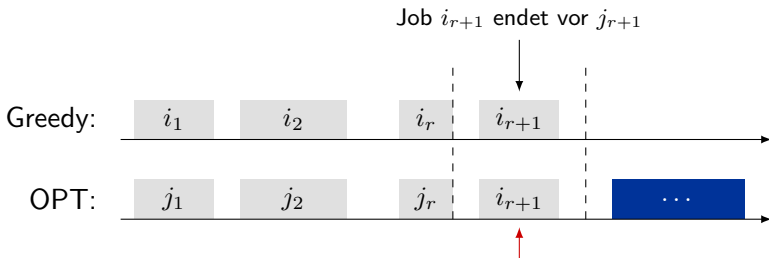 Job i_{r+1} endet vor j_{r+1}
Greedy: i_1 i_2 i_r i_{r+1}
OPT: j_1 j_2 j_r i_{r+1} ⋯